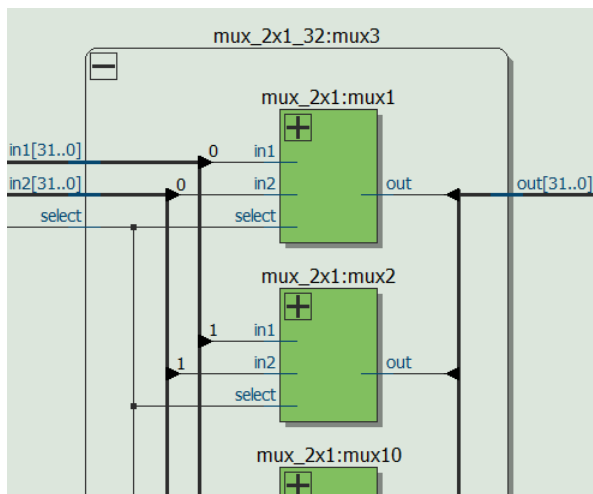 mux_2x1_32:mux3
mux_2x1:mux1
in1[31..0] 0 in1
in2[31..0] 0 in2 out out[31..0]
select select
mux_2x1:mux2
1 in1
1 in2 out
select
mux_2x1:mux10